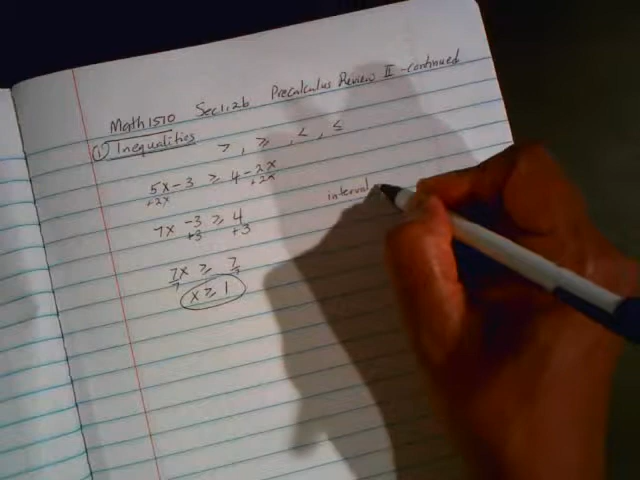 Math 1570 Sec 1.2b Precalculus Review II - continued
① Inequalities >, ≥, <, ≤
5x - 3 ≥ 4 - 2x
+2x +2x
7x - 3 ≥ 4
+3 +3
7x ≥ 7
7 7
x ≥ 1
interval